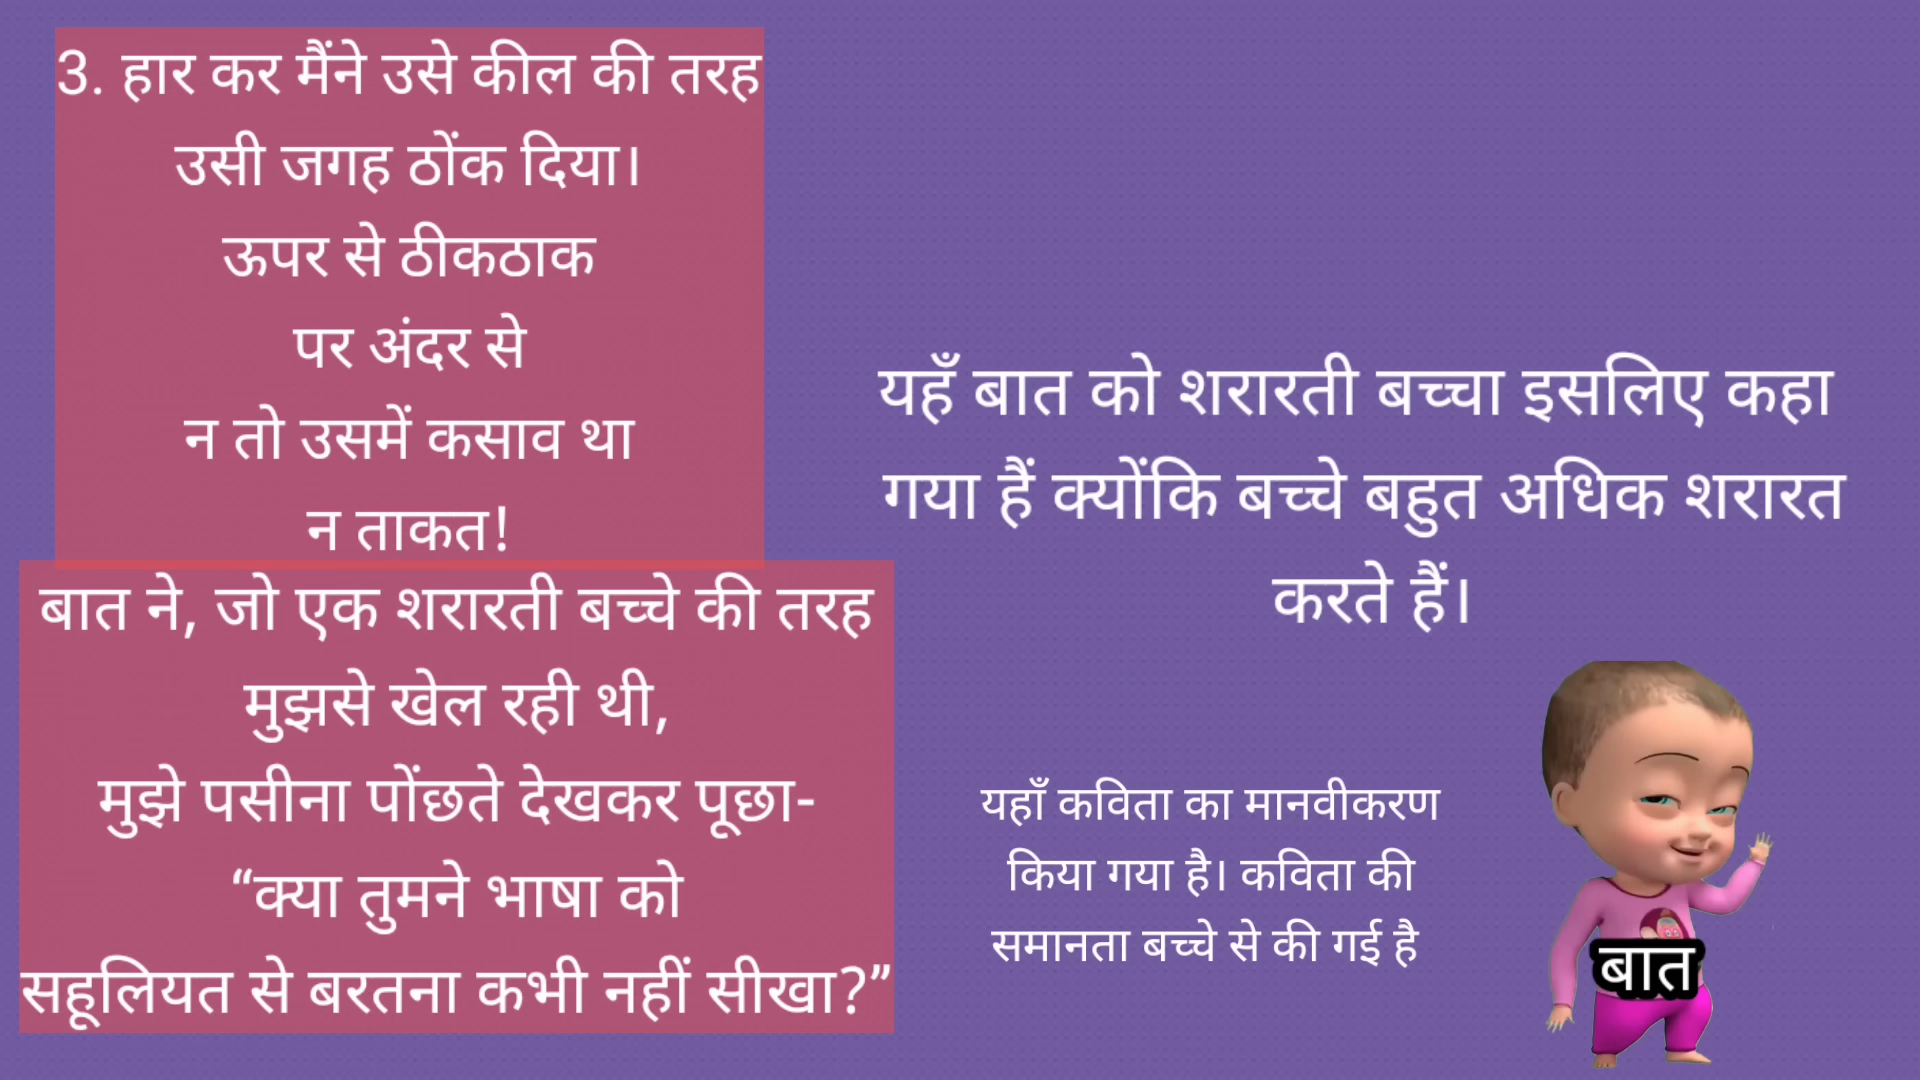 3. हार कर मैंने उसे कील की तरह
उसी जगह ठोंक दिया।
ऊपर से ठीकठाक
पर अंदर से
न तो उसमें कसाव था
न ताकत!
बात ने, जो एक शरारती बच्चे की तरह
मुझसे खेल रही थी,
मुझे पसीना पोंछते देखकर पूछा-
“क्या तुमने भाषा को
सहूलियत से बरतना कभी नहीं सीखा?”
यहँ बात को शरारती बच्चा इसलिए कहा
गया हैं क्योंकि बच्चे बहुत अधिक शरारत
करते हैं।
यहाँ कविता का मानवीकरण
किया गया है। कविता की
समानता बच्चे से की गई है
बात